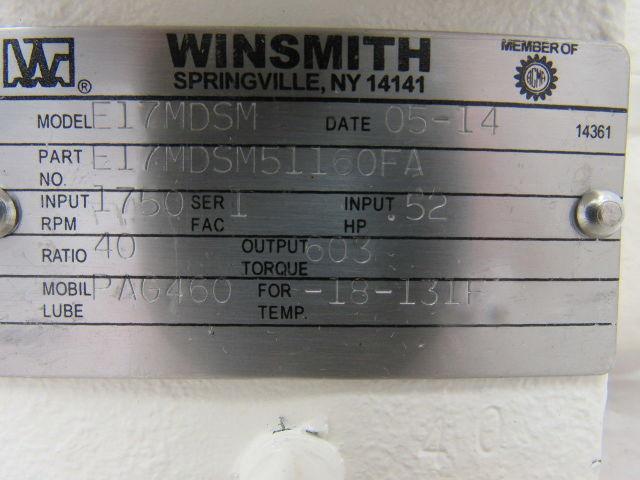 W ® WINSMITH MEMBER OF
SPRINGVILLE, NY 14141
MODEL E17MDSM DATE 05-14 14361
PART NO. E17MDSM51160FA
INPUT RPM 1750 SER FAC 1 INPUT HP .52
RATIO 40 OUTPUT TORQUE 603
MOBIL LUBE PAG460 FOR TEMP. -18-131F
40